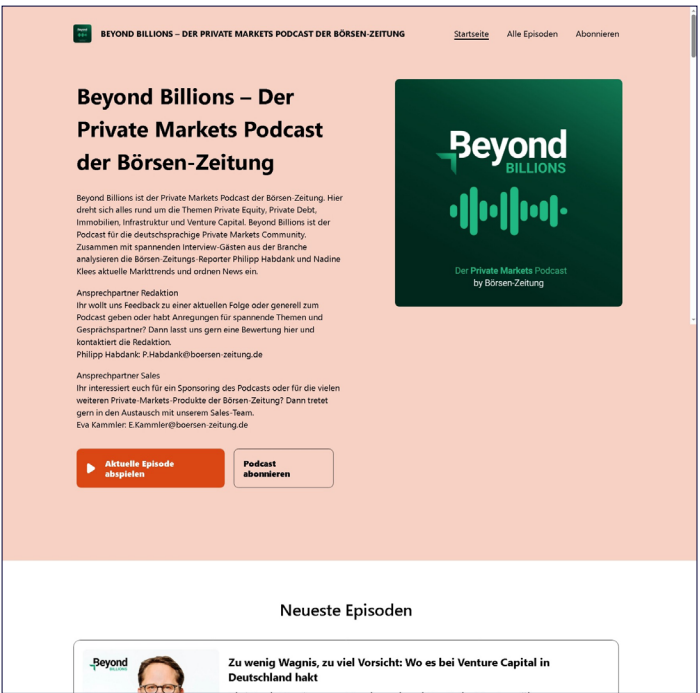 BEYOND BILLIONS – DER PRIVATE MARKETS PODCAST DER BÖRSEN-ZEITUNG
Startseite
Alle Episoden
Abonnieren
Beyond Billions – Der
Private Markets Podcast
der Börsen-Zeitung
Beyond Billions ist der Private Markets Podcast der Börsen-Zeitung. Hier
dreht sich alles rund um die Themen Private Equity, Private Debt,
Immobilien, Infrastruktur und Venture Capital. Beyond Billions ist der
Podcast für die deutschsprachige Private Markets Community.
Zusammen mit spannenden Interview-Gästen aus der Branche
analysieren die Börsen-Zeitungs-Reporter Philipp Habdank und Nadine
Klees aktuelle Markttrends und ordnen News ein.
Ansprechpartner Redaktion
Ihr wollt uns Feedback zu einer aktuellen Folge oder generell zum
Podcast geben oder habt Anregungen für spannende Themen und
Gesprächspartner? Dann lasst uns gern eine Bewertung hier und
kontaktiert die Redaktion.
Philipp Habdank: P.Habdank@boersen-zeitung.de
Ansprechpartner Sales
Ihr interessiert euch für ein Sponsoring des Podcasts oder für die vielen
weiteren Private-Markets-Produkte der Börsen-Zeitung? Dann tretet
gern in den Austausch mit unserem Sales-Team.
Eva Kammler: E.Kammler@boersen-zeitung.de
Aktuelle Episode
abspielen
Podcast
abonnieren
Beyond
BILLIONS
Der Private Markets Podcast
by Börsen-Zeitung
Neueste Episoden
Beyond
BILLIONS
Zu wenig Wagnis, zu viel Vorsicht: Wo es bei Venture Capital in
Deutschland hakt